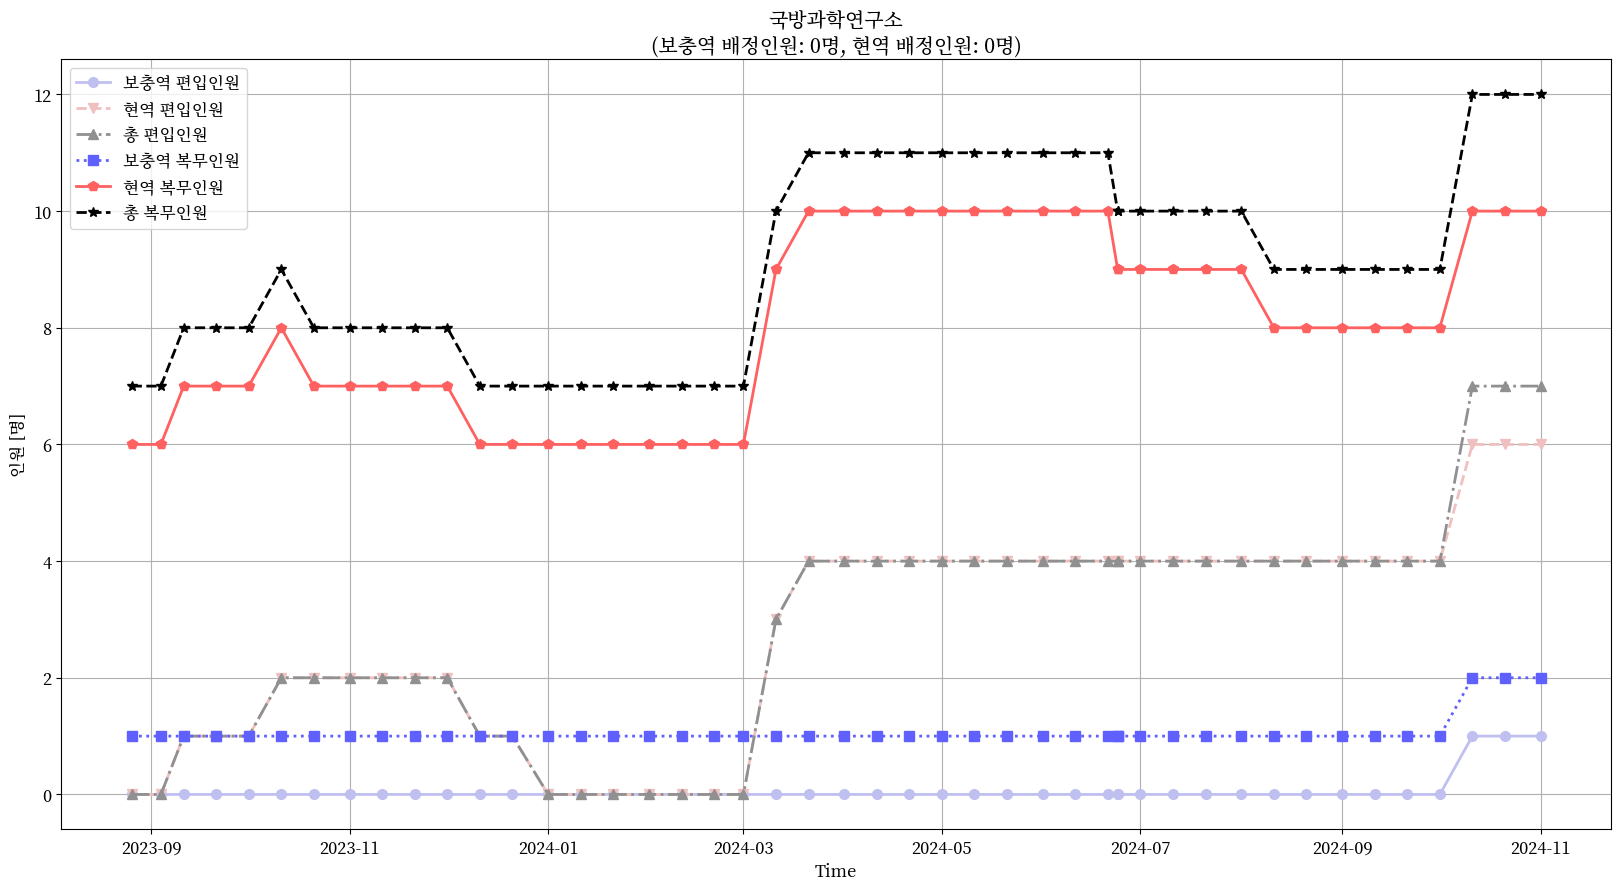 국방과학연구소
(보충역 배정인원: 0명, 현역 배정인원: 0명)
보충역 편입인원
현역 편입인원
총 편입인원
보충역 복무인원
현역 복무인원
총 복무인원
12
10
8
6
4
2
0
인원 [명]
2023-09 2023-11 2024-01 2024-03 2024-05 2024-07 2024-09 2024-11
Time